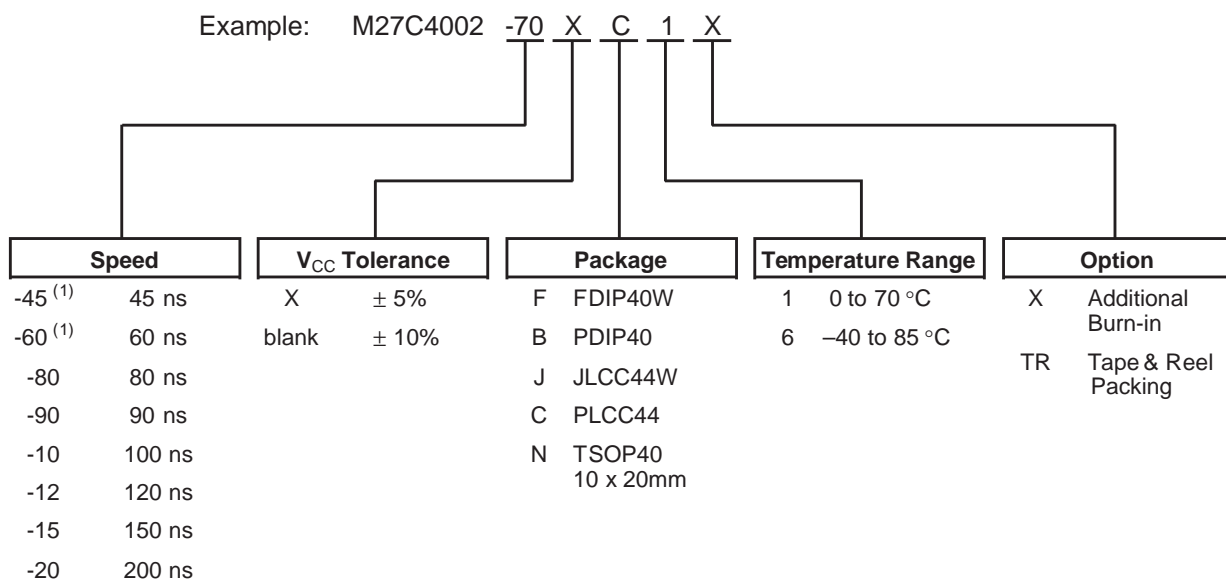 Example: M27C4002 -70 X C 1 X
Speed
-45 (1) 45 ns
-60 (1) 60 ns
-80 80 ns
-90 90 ns
-10 100 ns
-12 120 ns
-15 150 ns
-20 200 ns
VCC Tolerance
X ± 5%
blank ± 10%
Package
F FDIP40W
B PDIP40
J JLCC44W
C PLCC44
N TSOP40
10 x 20mm
Temperature Range
1 0 to 70 °C
6 –40 to 85 °C
Option
X Additional
Burn-in
TR Tape & Reel
Packing